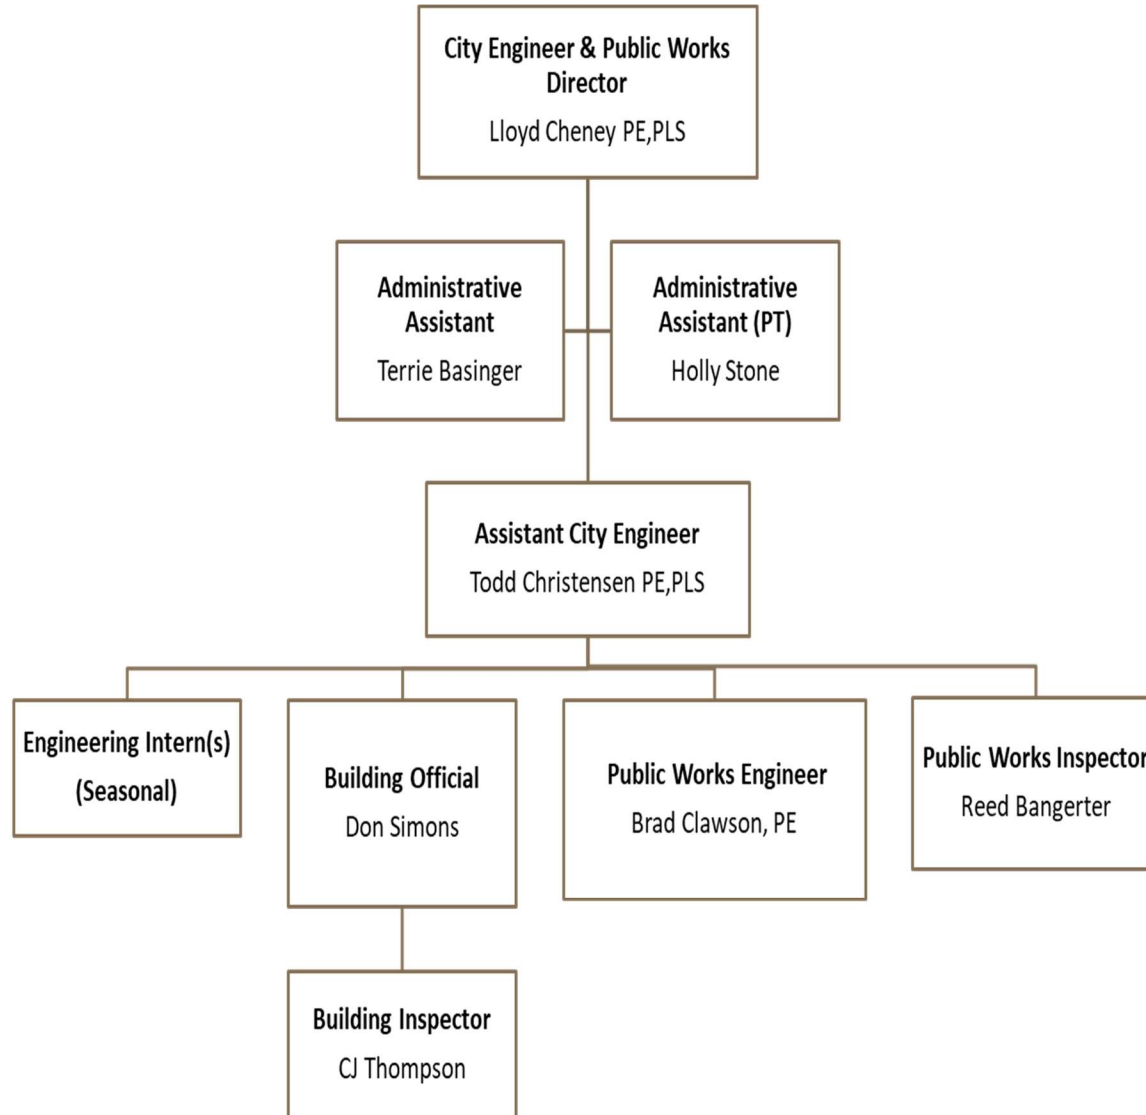 City Engineer & Public Works
Director
Lloyd Cheney PE,PLS
Administrative
Assistant
Terrie Basinger
Administrative
Assistant (PT)
Holly Stone
Assistant City Engineer
Todd Christensen PE,PLS
Engineering Intern(s)
(Seasonal)
Building Official
Don Simons
Public Works Engineer
Brad Clawson, PE
Public Works Inspector
Reed Bangerter
Building Inspector
CJ Thompson